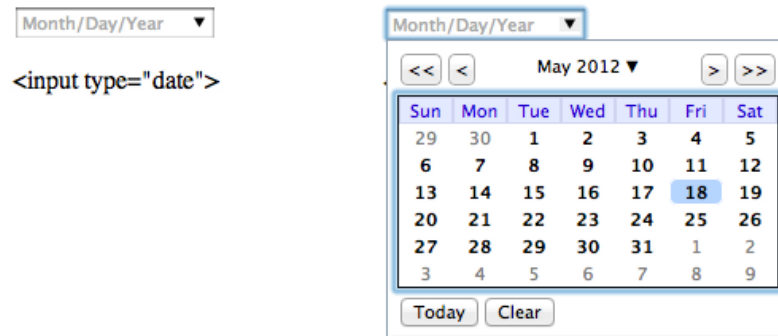 Month/Day/Year ▼
<input type="date">
Month/Day/Year ▼
<< < May 2012 ▼ > >>
Sun Mon Tue Wed Thu Fri Sat
29 30 1 2 3 4 5
6 7 8 9 10 11 12
13 14 15 16 17 18 19
20 21 22 23 24 25 26
27 28 29 30 31 1 2
3 4 5 6 7 8 9
Today Clear